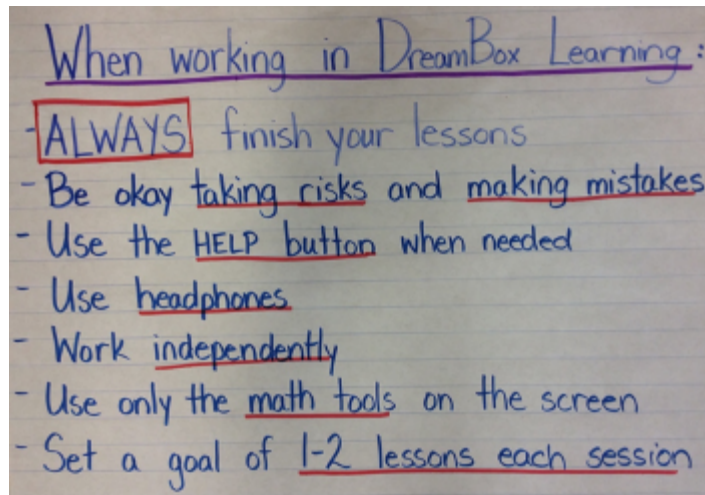 When working in DreamBox Learning:
- ALWAYS finish your lessons
- Be okay taking risks and making mistakes
- Use the HELP button when needed
- Use headphones
- Work independently
- Use only the math tools on the screen
- Set a goal of 1-2 lessons each session